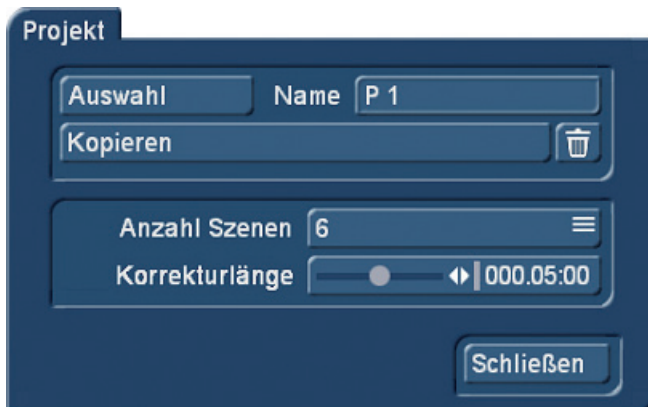 Projekt
Auswahl Name P 1
Kopieren
Anzahl Szenen 6
Korrekturlänge 000.05:00
Schließen